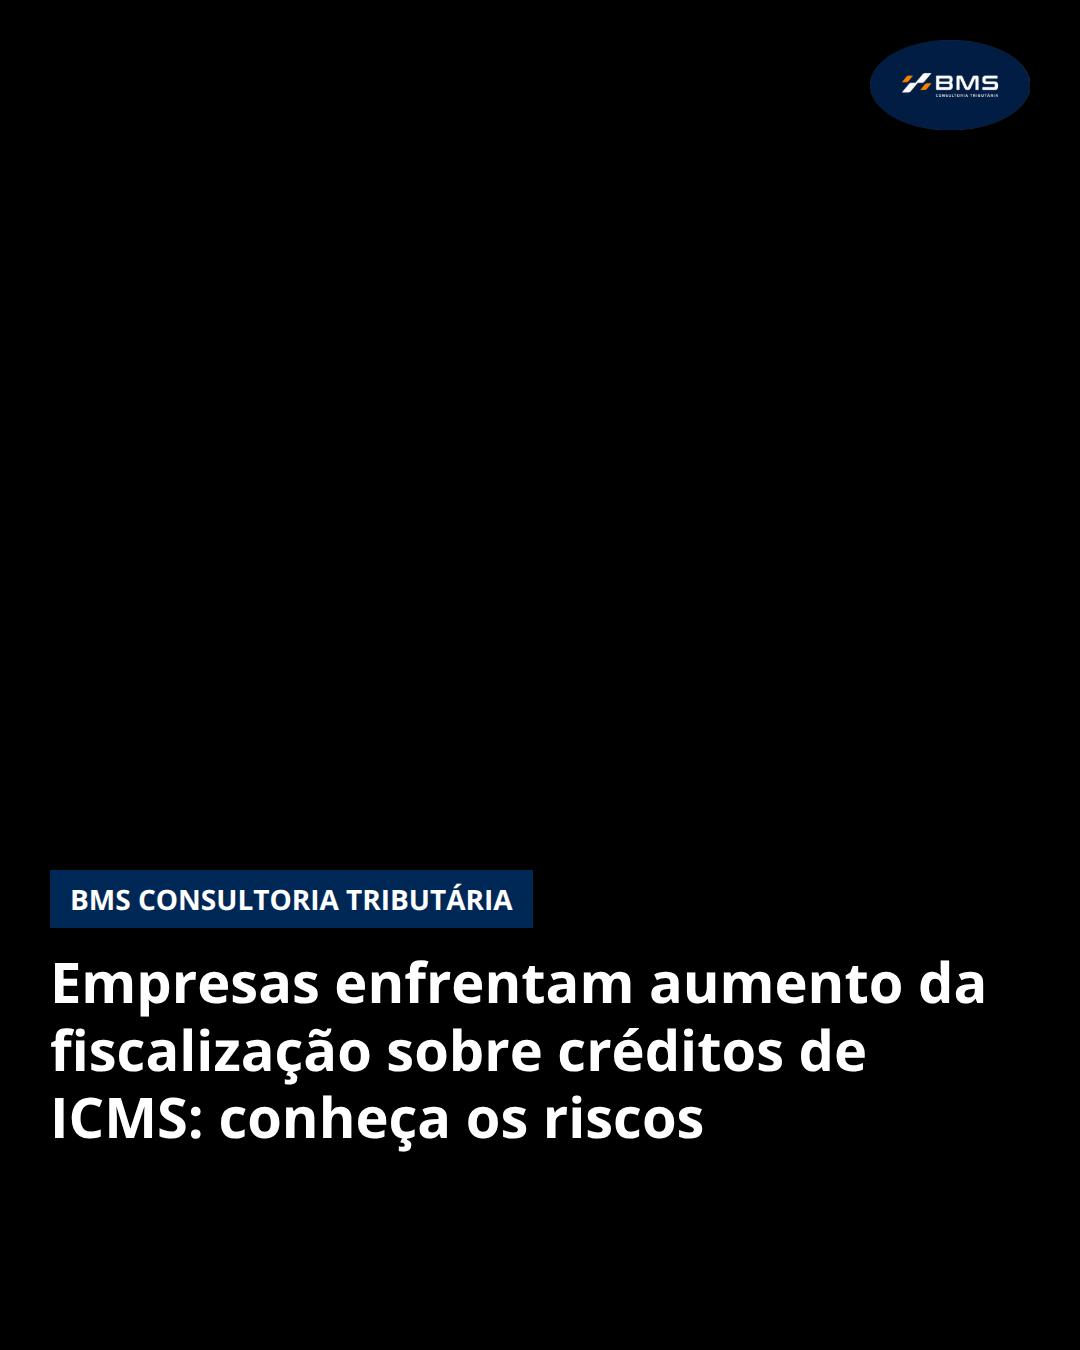 BMS
CONSULTORIA TRIBUTÁRIA
BMS CONSULTORIA TRIBUTÁRIA
Empresas enfrentam aumento da
fiscalização sobre créditos de
ICMS: conheça os riscos